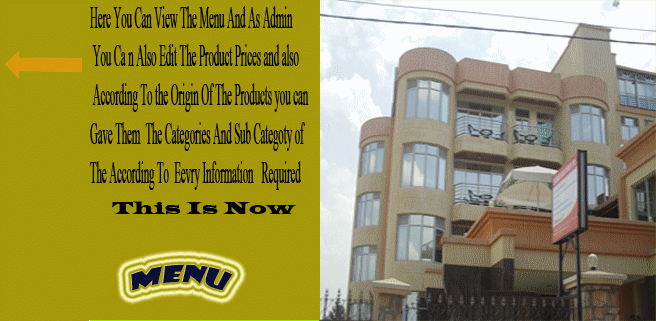 Here You Can View The Menu And As Admin
You Ca n Also Edit The Product Prices and also
According To the Origin Of The Products you can
Gave Them The Categories And Sub Categoty of
The According To Eevry Information Required
This Is Now
MENU